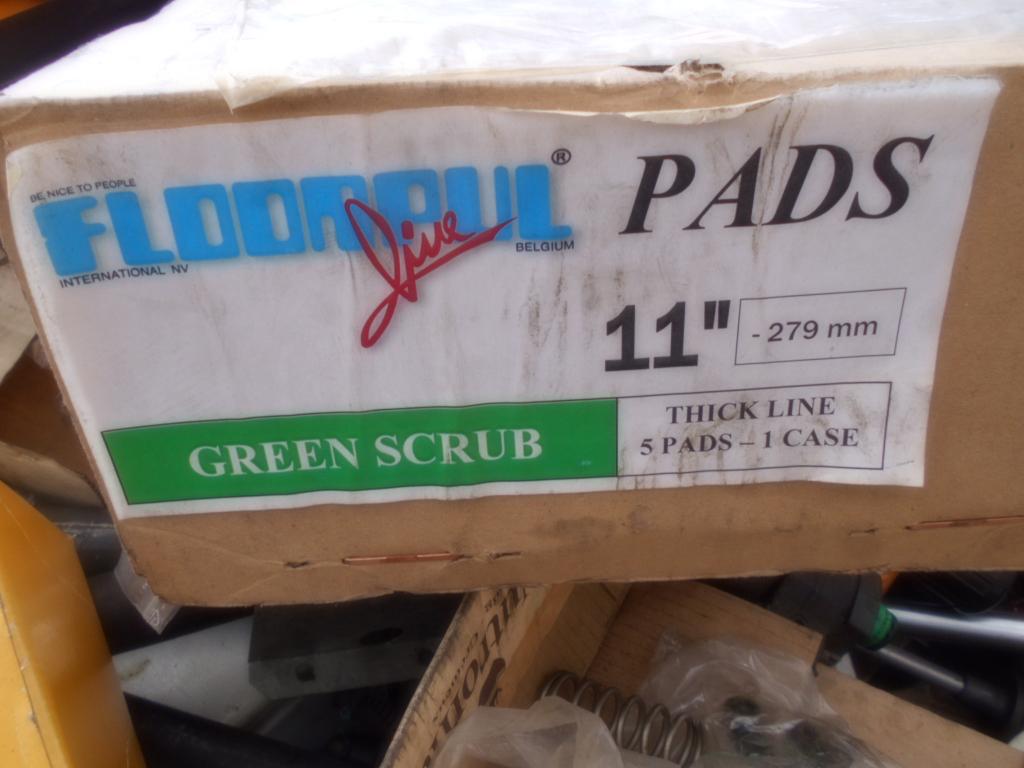 BE NICE TO PEOPLE
FLOORPUL®
line
INTERNATIONAL NV
BELGIUM
PADS
11" - 279 mm
GREEN SCRUB
THICK LINE
5 PADS – 1 CASE